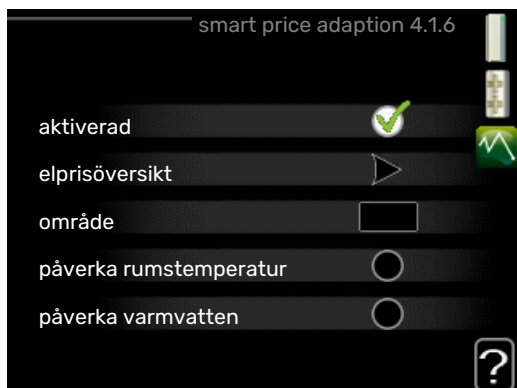 smart price adaption 4.1.6
aktiverad
elprisöversikt
område
påverka rumstemperatur
påverka varmvatten
?